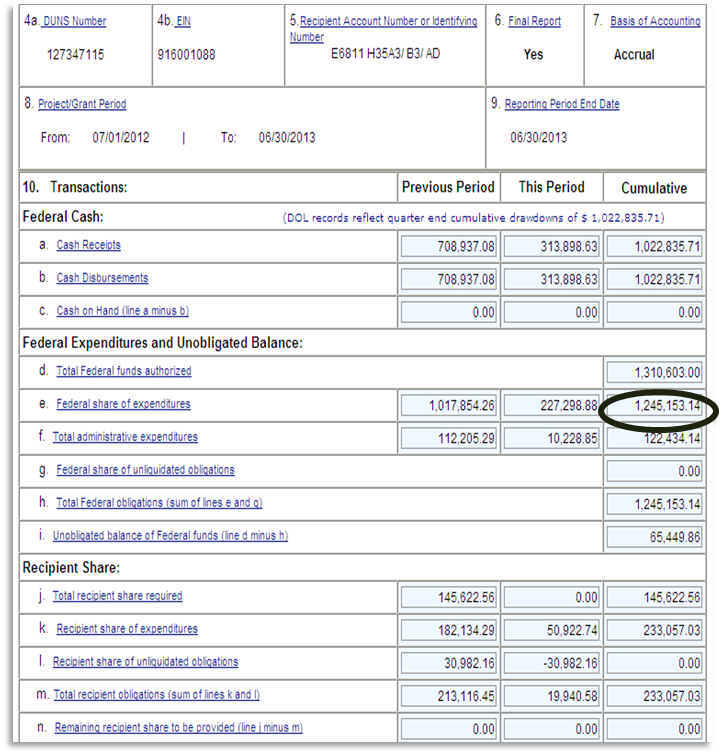 4a. DUNS Number 4b. EIN 5. Recipient Account Number or Identifying 6. Final Report 7. Basis of Accounting
Number
127347115 916001088 E6811 H35A3/ B3/ AD Yes Accrual
8. Project/Grant Period 9. Reporting Period End Date
From: 07/01/2012 | To: 06/30/2013 06/30/2013
10. Transactions: Previous Period This Period Cumulative
Federal Cash: (DOL records reflect quarter end cumulative drawdowns of $ 1,022,835.71)
a. Cash Receipts 708,937.08 313,898.63 1,022,835.71
b. Cash Disbursements 708,937.08 313,898.63 1,022,835.71
c. Cash on Hand (line a minus b) 0.00 0.00 0.00
Federal Expenditures and Unobligated Balance:
d. Total Federal funds authorized 1,310,603.00
e. Federal share of expenditures 1,017,854.26 227,298.88 1,245,153.14
f. Total administrative expenditures 112,205.29 10,228.85 122,434.14
g. Federal share of unliquidated obligations 0.00
h. Total Federal obligations (sum of lines e and g) 1,245,153.14
i. Unobligated balance of Federal funds (line d minus h) 65,449.86
Recipient Share:
j. Total recipient share required 145,622.56 0.00 145,622.56
k. Recipient share of expenditures 182,134.29 50,922.74 233,057.03
l. Recipient share of unliquidated obligations 30,982.16 -30,982.16 0.00
m. Total recipient obligations (sum of lines k and l) 213,116.45 19,940.58 233,057.03
n. Remaining recipient share to be provided (line j minus m) 0.00 0.00 0.00